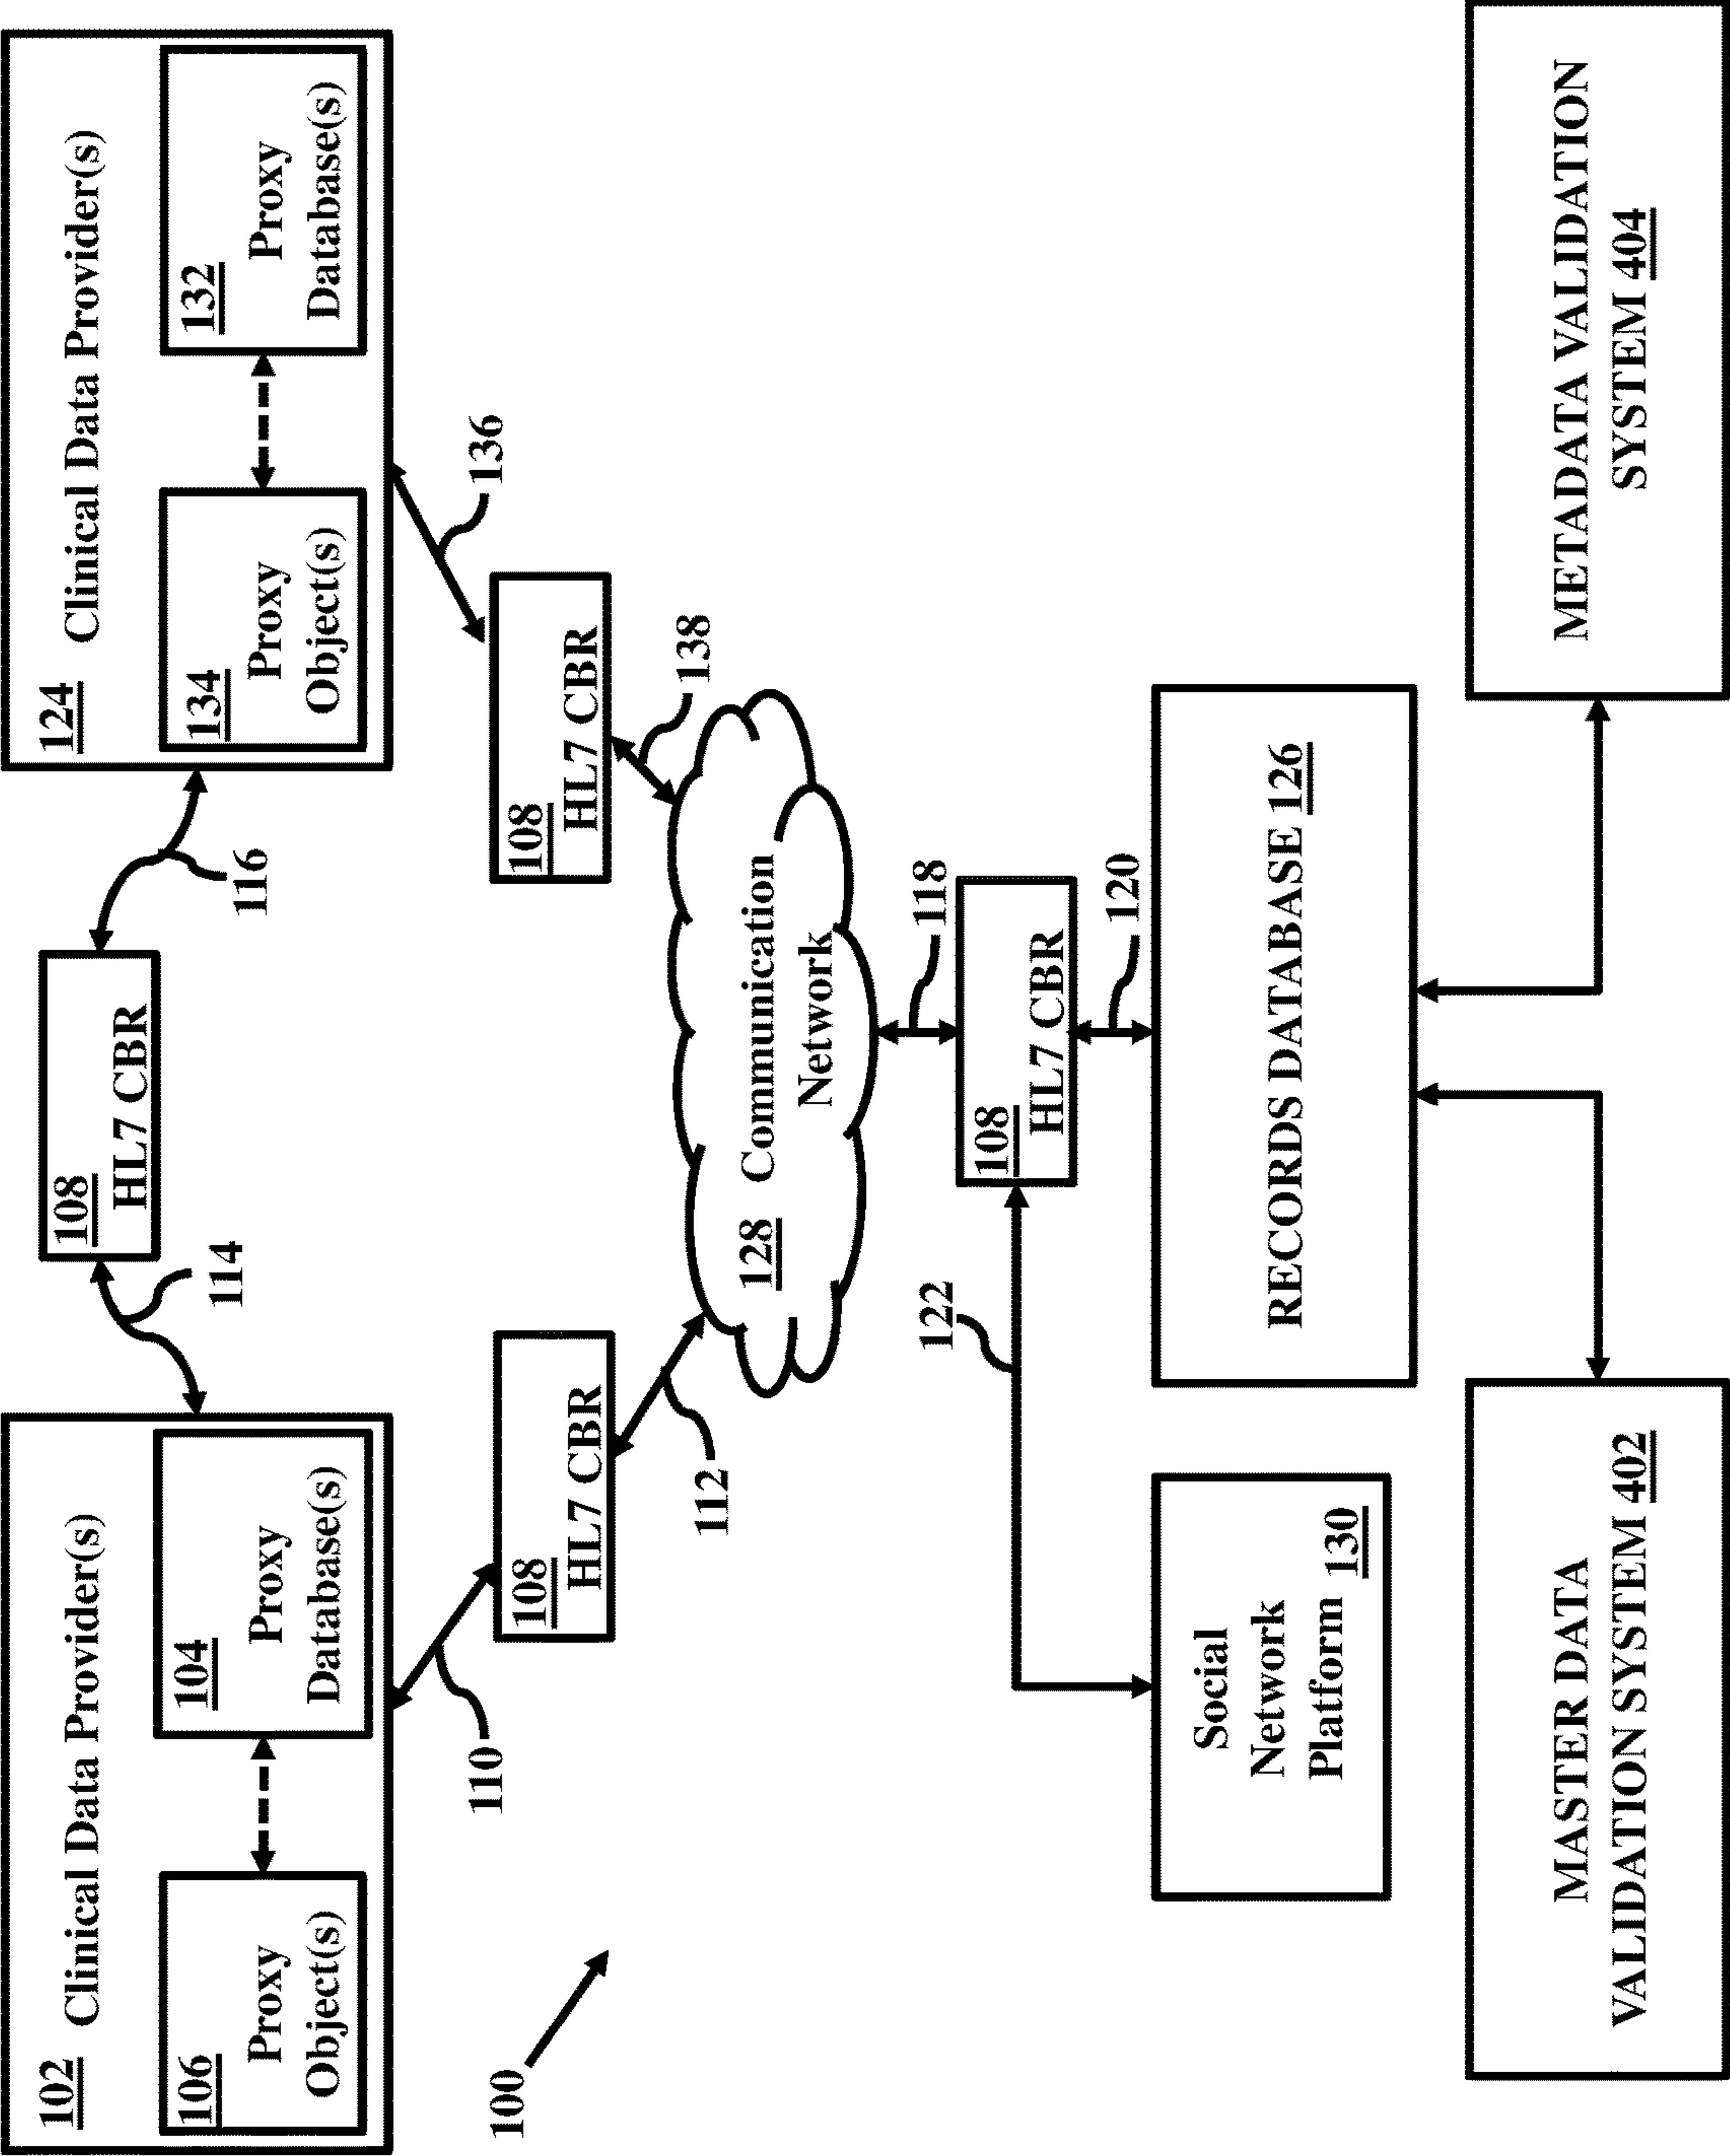 102
Clinical Data Provider(s)
106
Proxy
Object(s)
104
Proxy
Database(s)
114
108
HL7 CBR
116
124
Clinical Data Provider(s)
134
Proxy
Object(s)
132
Proxy
Database(s)
100
110
108
HL7 CBR
112
108
HL7 CBR
136
138
128 Communication
Network
122
118
108
HL7 CBR
120
Social
Network
Platform 130
RECORDS DATABASE 126
MASTER DATA
VALIDATION SYSTEM 402
METADATA VALIDATION
SYSTEM 404